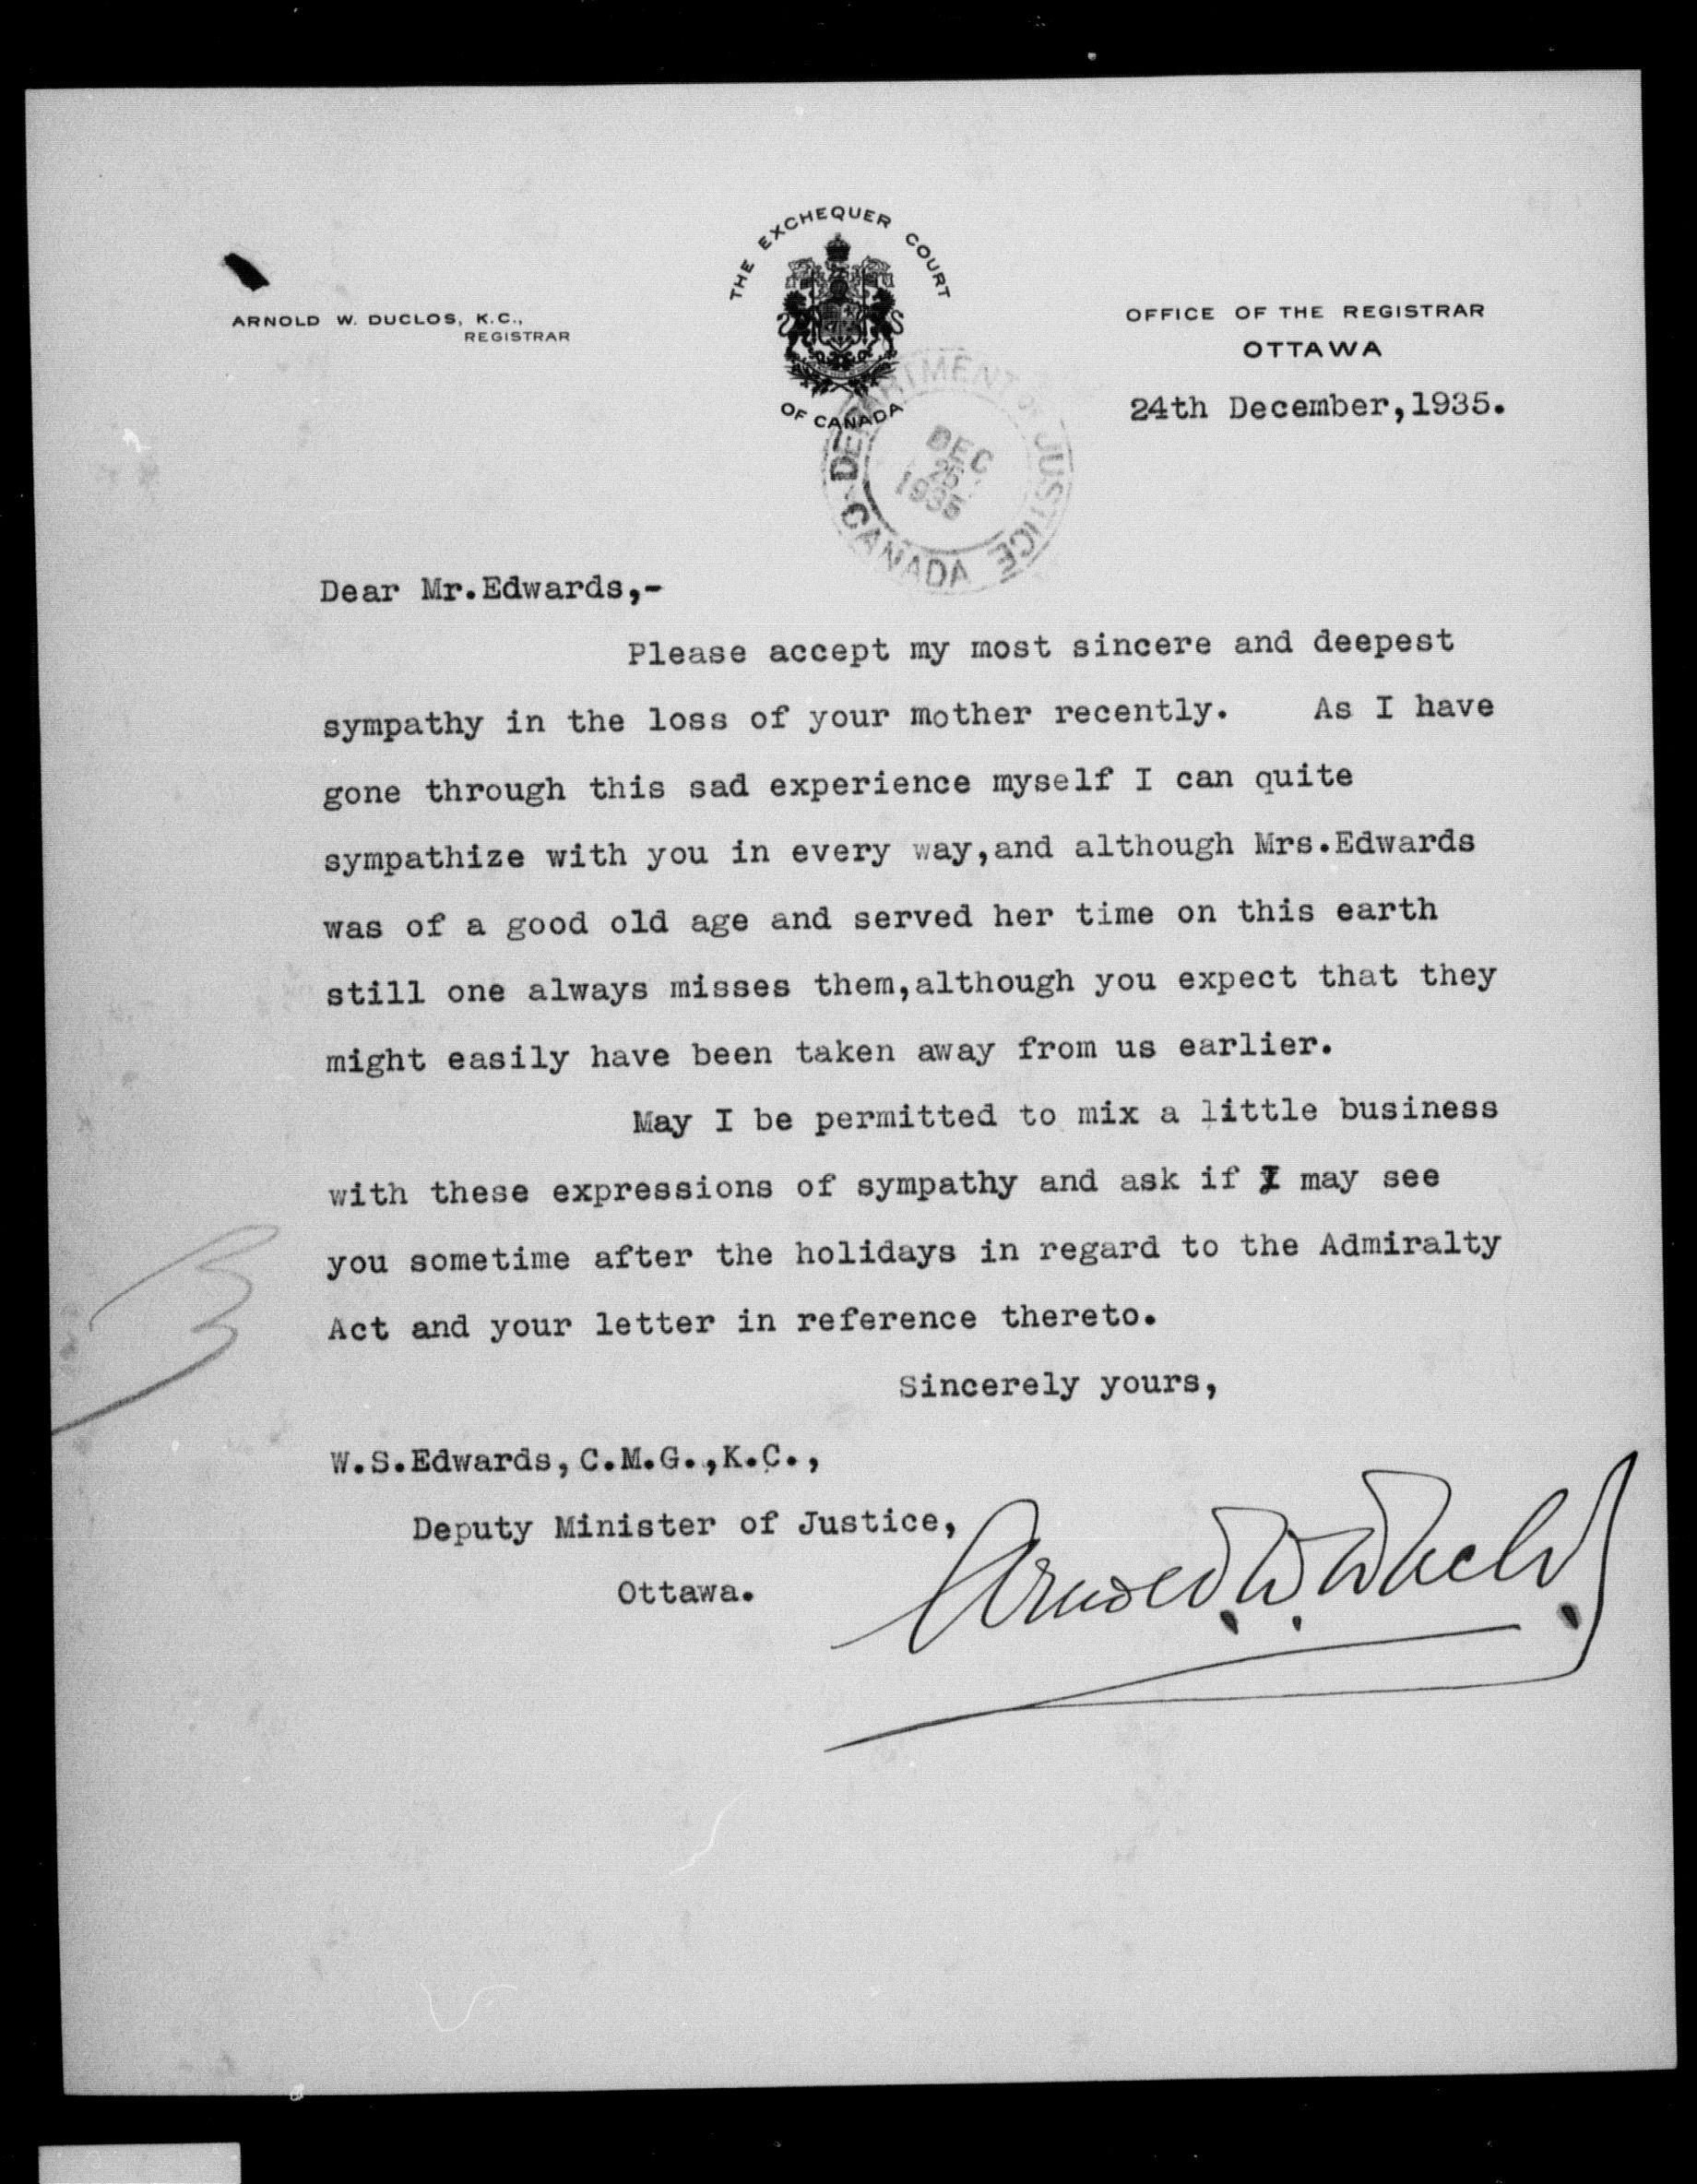 THE EXCHEQUER COURT
OF CANADA
ARNOLD W. DUCLOS, K.C.,
REGISTRAR
OFFICE OF THE REGISTRAR
OTTAWA
24th December,1935.
DEPARTMENT OF JUSTICE
DEC
1935
CANADA
Dear Mr.Edwards,-
Please accept my most sincere and deepest
sympathy in the loss of your mother recently. As I have
gone through this sad experience myself I can quite
sympathize with you in every way,and although Mrs.Edwards
was of a good old age and served her time on this earth
still one always misses them,although you expect that they
might easily have been taken away from us earlier.
May I be permitted to mix a little business
with these expressions of sympathy and ask if I may see
you sometime after the holidays in regard to the Admiralty
Act and your letter in reference thereto.
Sincerely yours,
W.S.Edwards,C.M.G.,K.C.,
Deputy Minister of Justice,
Ottawa.
Arnold.W.Duclos